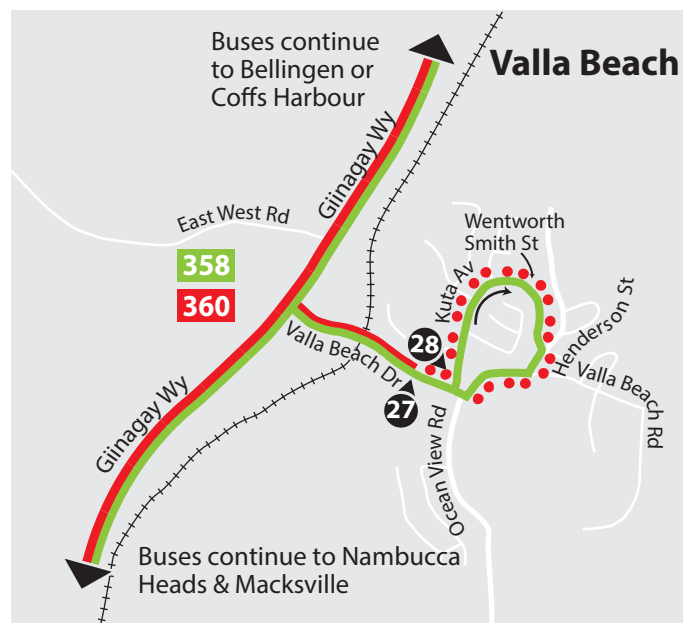 Buses continue
to Bellingen or
Coffs Harbour
Valla Beach
Giinagay Wy
East West Rd
Wentworth
Smith St
358
360
Kuta Av
Henderson St
28
Valla Beach Dr
27
Valla Beach Rd
Ocean View Rd
Giinagay Wy
Buses continue to Nambucca
Heads & Macksville